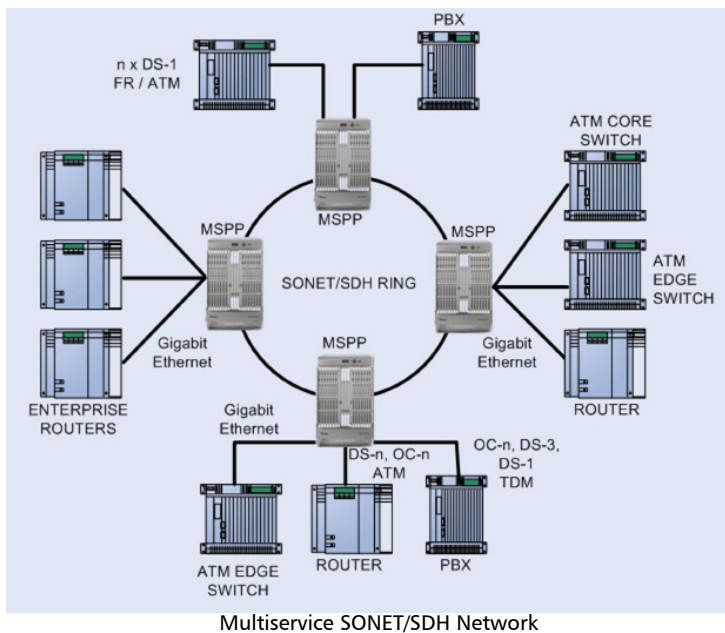 PBX
n x DS-1
FR / ATM
ATM CORE
SWITCH
MSPP
MSPP
MSPP
SONET/SDH RING
ATM
EDGE
SWITCH
MSPP
Gigabit
Ethernet
Gigabit
Ethernet
ENTERPRISE
ROUTERS
ROUTER
Gigabit
Ethernet
DS-n, OC-n
ATM
OC-n, DS-3,
DS-1
TDM
ATM EDGE
SWITCH
ROUTER
PBX
Multiservice SONET/SDH Network